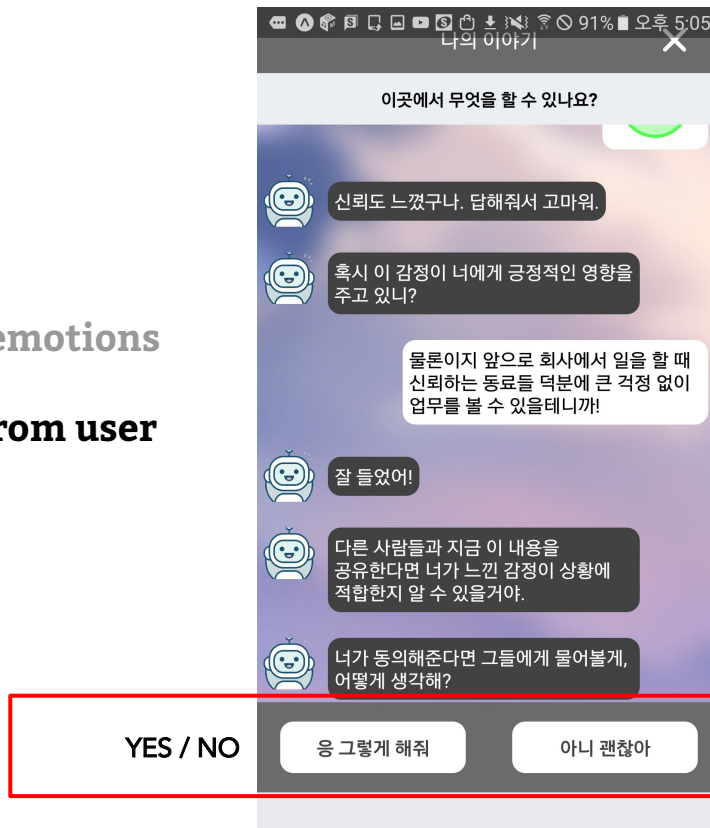 91% 오후 5:05
나의 이야기
이곳에서 무엇을 할 수 있나요?
신뢰도 느꼈구나. 답해줘서 고마워.
혹시 이 감정이 너에게 긍정적인 영향을
주고 있니?
emotions
물론이지 앞으로 회사에서 일을 할 때
신뢰하는 동료들 덕분에 큰 걱정 없이
업무를 볼 수 있을테니까!
rom user
잘 들었어!
다른 사람들과 지금 이 내용을
공유한다면 너가 느낀 감정이 상황에
적합한지 알 수 있을거야.
너가 동의해준다면 그들에게 물어볼게,
어떻게 생각해?
YES / NO
응 그렇게 해줘
아니 괜찮아